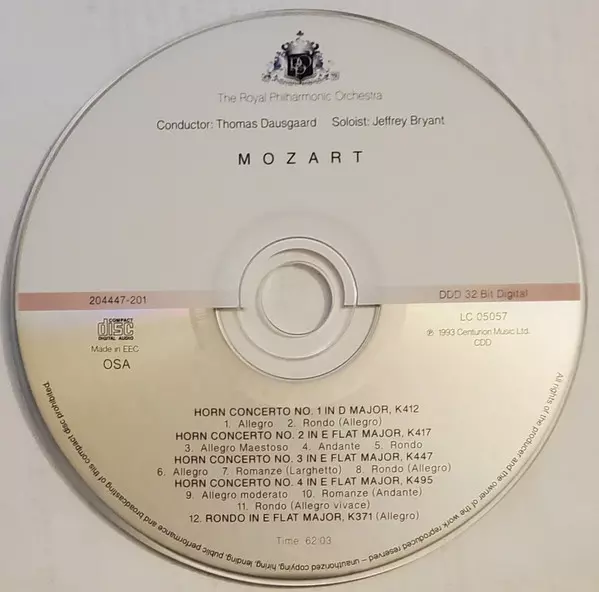 RPO
The Royal Philharmonic Orchestra
Conductor: Thomas Dausgaard Soloist: Jeffrey Bryant
MOZART
204447-201 DDD 32 Bit Digital
COMPACT
disc
DIGITAL AUDIO
Made in EEC
OSA
LC 05057
℗ 1993 Centurion Music Ltd.
CDD
HORN CONCERTO NO. 1 IN D MAJOR, K412
1. Allegro 2. Rondo (Allegro)
HORN CONCERTO NO. 2 IN E FLAT MAJOR, K417
3. Allegro Maestoso 4. Andante 5. Rondo
HORN CONCERTO NO. 3 IN E FLAT MAJOR, K447
6. Allegro 7. Romanze (Larghetto) 8. Rondo (Allegro)
HORN CONCERTO NO. 4 IN E FLAT MAJOR, K495
9. Allegro moderato 10. Romanze (Andante)
11. Rondo (Allegro vivace)
12. RONDO IN E FLAT MAJOR, K371 (Allegro)
Time: 62:03
All rights of the producer and the owner of the work reproduced reserved – unauthorized copying, hiring, lending, public performance and broadcasting of this compact disc prohibited.